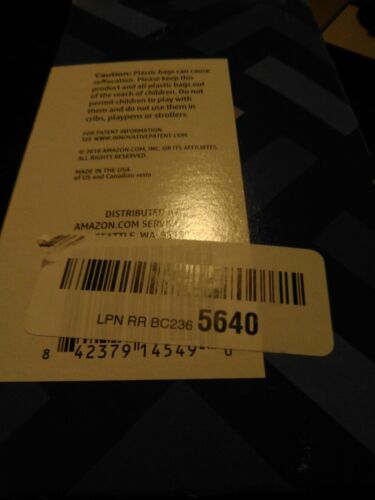 Caution: Plastic bags can cause
suffocation. Please keep this
product and all plastic bags out
of the reach of children. Do not
permit children to play with
them and do not use them in
cribs, playpens or strollers.
FOR PATENT INFORMATION
SEE WWW.INNOVATIVEPATENT.COM
© 2018 AMAZON.COM, INC. OR ITS AFFILIATES.
ALL RIGHTS RESERVED.
MADE IN THE USA
of US and Canadian resin
DISTRIBUTED
AMAZON.COM
SEATTLE, WA
LPN RR BC236 5640
8 42379 14549